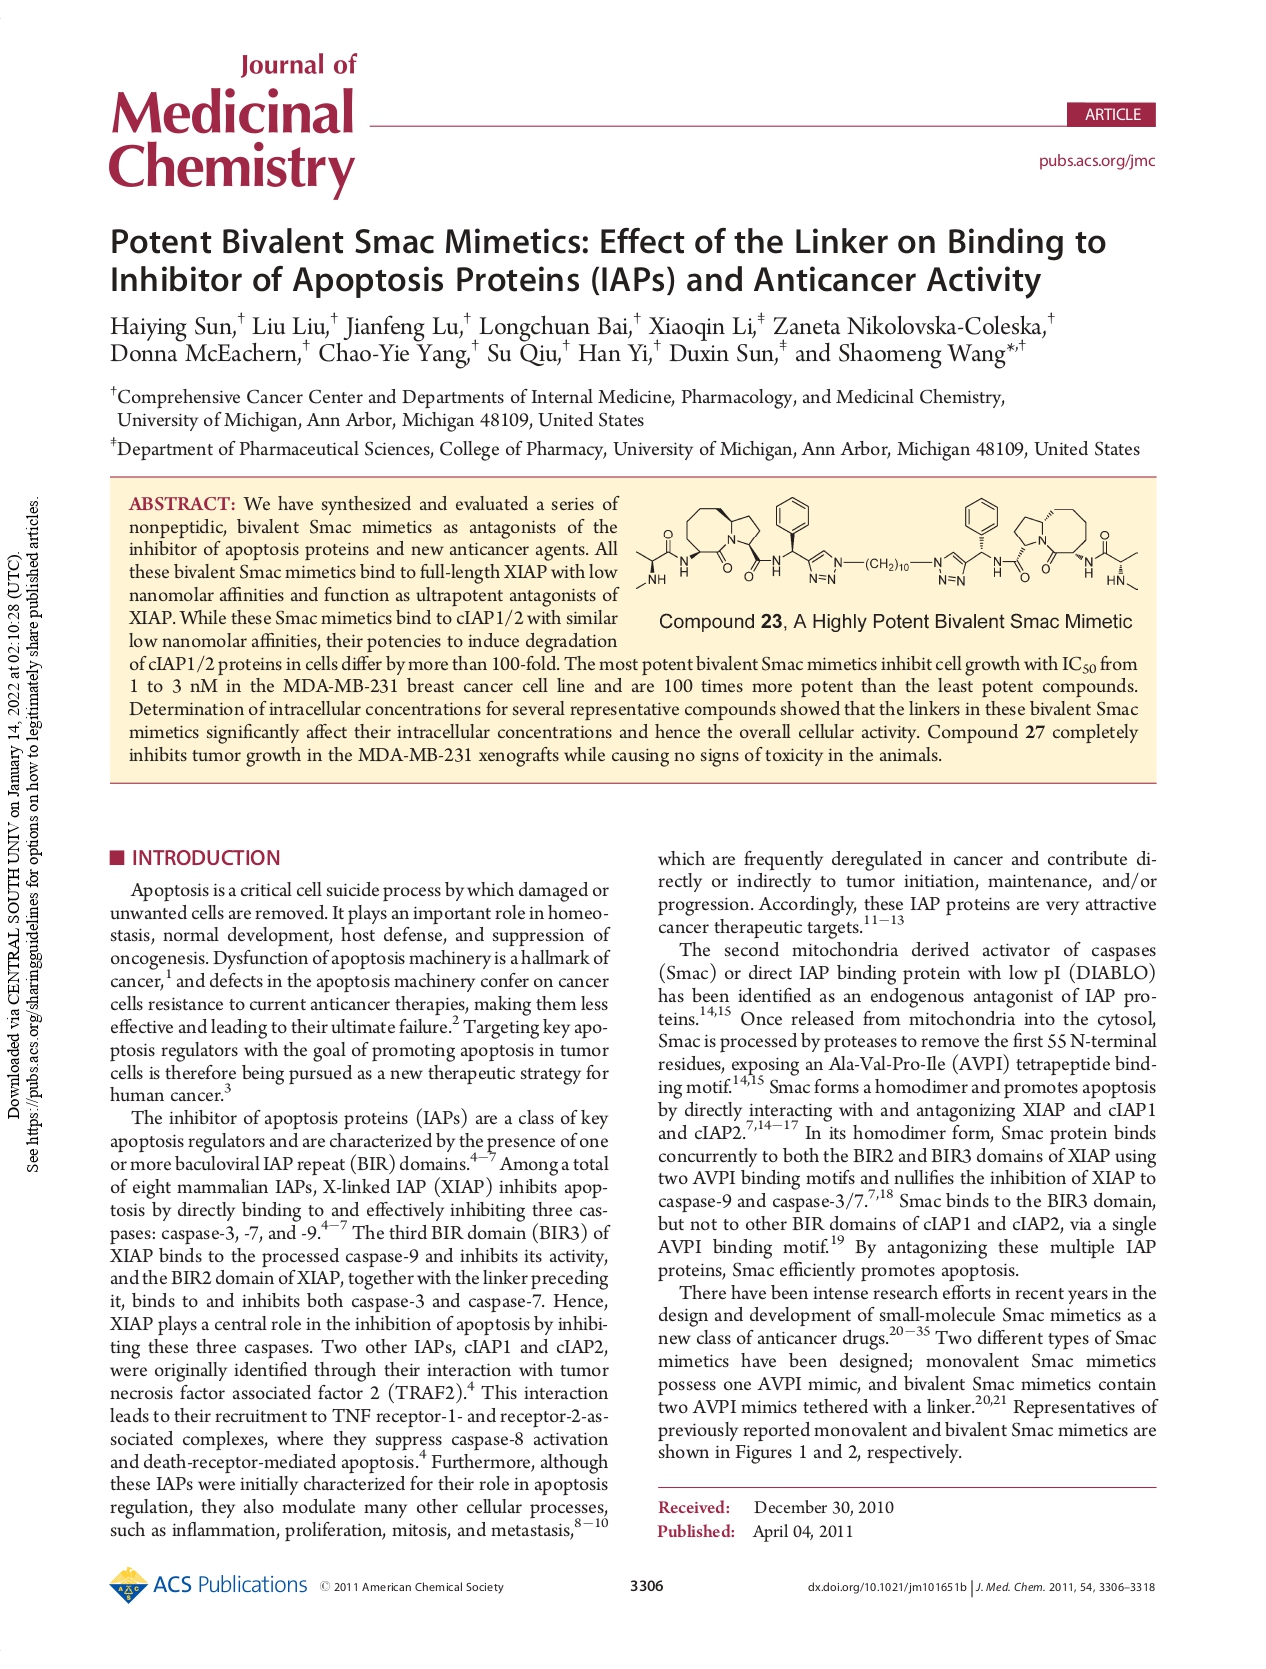 Journal of
Medicinal
Chemistry
ARTICLE
pubs.acs.org/jmc
Potent Bivalent Smac Mimetics: Effect of the Linker on Binding to
Inhibitor of Apoptosis Proteins (IAPs) and Anticancer Activity
Haiying Sun,† Liu Liu,† Jianfeng Lu,† Longchuan Bai,† Xiaoqin Li,‡ Zaneta Nikolovska-Coleska,†
Donna McEachern,† Chao-Yie Yang,† Su Qiu,† Han Yi,† Duxin Sun,‡ and Shaomeng Wang*,†
†Comprehensive Cancer Center and Departments of Internal Medicine, Pharmacology, and Medicinal Chemistry,
University of Michigan, Ann Arbor, Michigan 48109, United States
‡Department of Pharmaceutical Sciences, College of Pharmacy, University of Michigan, Ann Arbor, Michigan 48109, United States
ABSTRACT: We have synthesized and evaluated a series of
nonpeptidic, bivalent Smac mimetics as antagonists of the
inhibitor of apoptosis proteins and new anticancer agents. All
these bivalent Smac mimetics bind to full-length XIAP with low
nanomolar affinities and function as ultrapotent antagonists of
XIAP. While these Smac mimetics bind to cIAP1/2 with similar
low nanomolar affinities, their potencies to induce degradation
of cIAP1/2 proteins in cells differ by more than 100-fold. The most potent bivalent Smac mimetics inhibit cell growth with IC50 from
1 to 3 nM in the MDA-MB-231 breast cancer cell line and are 100 times more potent than the least potent compounds.
Determination of intracellular concentrations for several representative compounds showed that the linkers in these bivalent Smac
mimetics significantly affect their intracellular concentrations and hence the overall cellular activity. Compound 27 completely
inhibits tumor growth in the MDA-MB-231 xenografts while causing no signs of toxicity in the animals.
O N H NH N O O N H N=N N (CH2)10 N N=N N H O N O N H O HN
Compound 23, A Highly Potent Bivalent Smac Mimetic
INTRODUCTION
Apoptosis is a critical cell suicide process by which damaged or
unwanted cells are removed. It plays an important role in homeo-
stasis, normal development, host defense, and suppression of
oncogenesis. Dysfunction of apoptosis machinery is a hallmark of
cancer,1 and defects in the apoptosis machinery confer on cancer
cells resistance to current anticancer therapies, making them less
effective and leading to their ultimate failure.2 Targeting key apo-
ptosis regulators with the goal of promoting apoptosis in tumor
cells is therefore being pursued as a new therapeutic strategy for
human cancer.3
The inhibitor of apoptosis proteins (IAPs) are a class of key
apoptosis regulators and are characterized by the presence of one
or more baculoviral IAP repeat (BIR) domains.4−7 Among a total
of eight mammalian IAPs, X-linked IAP (XIAP) inhibits apop-
tosis by directly binding to and effectively inhibiting three cas-
pases: caspase-3, -7, and -9.4−7 The third BIR domain (BIR3) of
XIAP binds to the processed caspase-9 and inhibits its activity,
and the BIR2 domain of XIAP, together with the linker preceding
it, binds to and inhibits both caspase-3 and caspase-7. Hence,
XIAP plays a central role in the inhibition of apoptosis by inhibi-
ting these three caspases. Two other IAPs, cIAP1 and cIAP2,
were originally identified through their interaction with tumor
necrosis factor associated factor 2 (TRAF2).4 This interaction
leads to their recruitment to TNF receptor-1- and receptor-2-as-
sociated complexes, where they suppress caspase-8 activation
and death-receptor-mediated apoptosis.4 Furthermore, although
these IAPs were initially characterized for their role in apoptosis
regulation, they also modulate many other cellular processes,
such as inflammation, proliferation, mitosis, and metastasis,8−10
which are frequently deregulated in cancer and contribute di-
rectly or indirectly to tumor initiation, maintenance, and/or
progression. Accordingly, these IAP proteins are very attractive
cancer therapeutic targets.11−13
The second mitochondria derived activator of caspases
(Smac) or direct IAP binding protein with low pI (DIABLO)
has been identified as an endogenous antagonist of IAP pro-
teins.14,15 Once released from mitochondria into the cytosol,
Smac is processed by proteases to remove the first 55 N-terminal
residues, exposing an Ala-Val-Pro-Ile (AVPI) tetrapeptide bind-
ing motif.14,15 Smac forms a homodimer and promotes apoptosis
by directly interacting with and antagonizing XIAP and cIAP1
and cIAP2.7,14−17 In its homodimer form, Smac protein binds
concurrently to both the BIR2 and BIR3 domains of XIAP using
two AVPI binding motifs and nullifies the inhibition of XIAP to
caspase-9 and caspase-3/7.7,18 Smac binds to the BIR3 domain,
but not to other BIR domains of cIAP1 and cIAP2, via a single
AVPI binding motif.19 By antagonizing these multiple IAP
proteins, Smac efficiently promotes apoptosis.
There have been intense research efforts in recent years in the
design and development of small-molecule Smac mimetics as a
new class of anticancer drugs.20−35 Two different types of Smac
mimetics have been designed; monovalent Smac mimetics
possess one AVPI mimic, and bivalent Smac mimetics contain
two AVPI mimics tethered with a linker.20,21 Representatives of
previously reported monovalent and bivalent Smac mimetics are
shown in Figures 1 and 2, respectively.
Received: December 30, 2010
Published: April 04, 2011
ACS Publications © 2011 American Chemical Society
3306
dx.doi.org/10.1021/jm101651b | J. Med. Chem. 2011, 54, 3306–3318
Downloaded via CENTRAL SOUTH UNIV on January 14, 2022 at 02:10:28 (UTC).
See https://pubs.acs.org/sharingguidelines for options on how to legitimately share published articles.